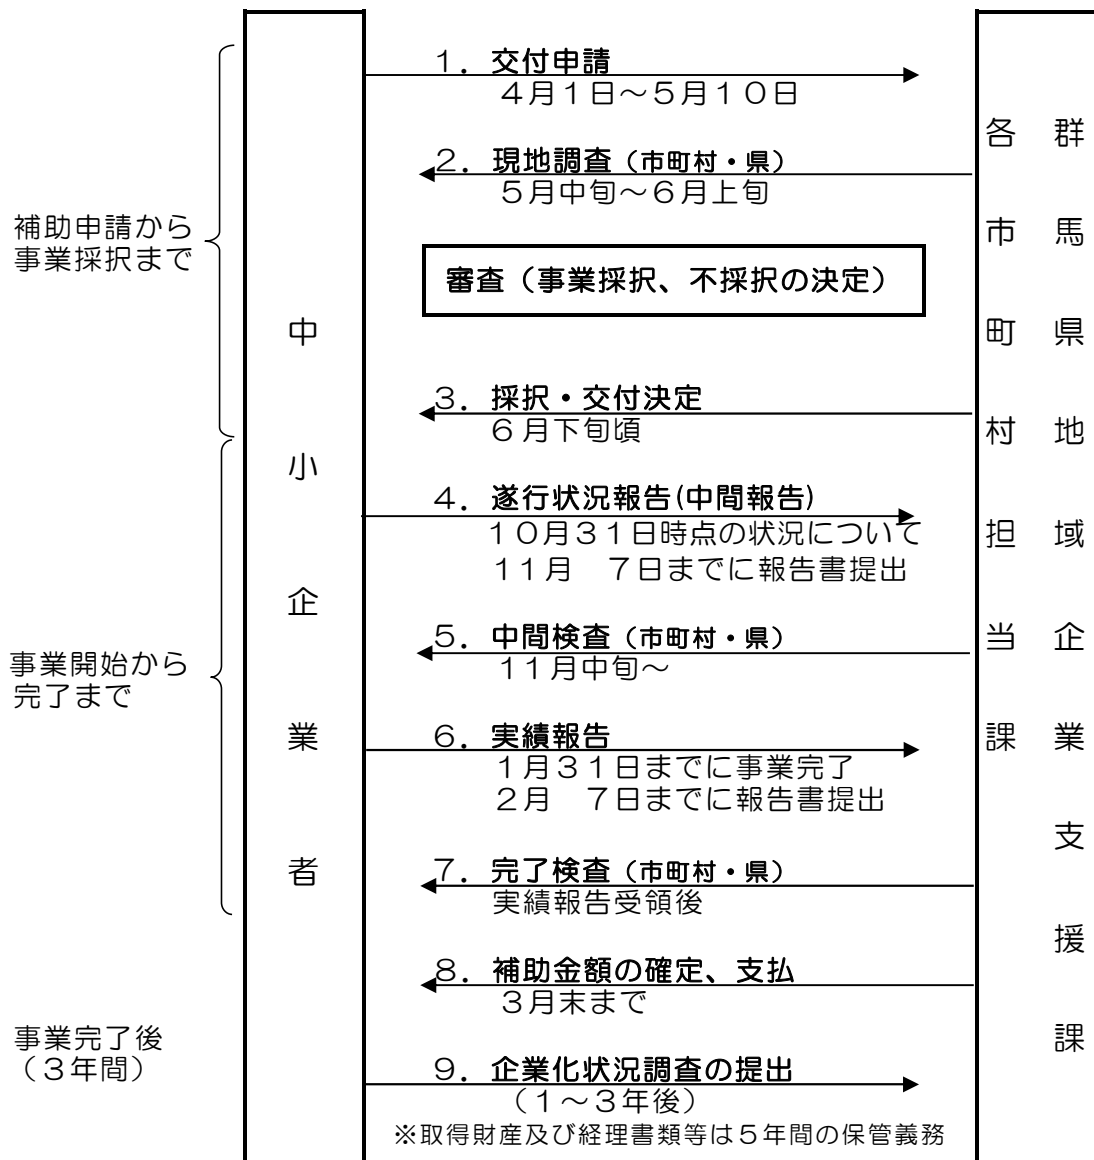 補助申請から
事業採択まで
事業開始から
完了まで
事業完了後
（３年間）
中小企業者
１．交付申請
４月１日～５月１０日
２．現地調査（市町村・県）
５月中旬～６月上旬
審査（事業採択、不採択の決定）
３．採択・交付決定
６月下旬頃
４．遂行状況報告(中間報告)
１０月３１日時点の状況について
１１月　７日までに報告書提出
５．中間検査（市町村・県）
１１月中旬～
６．実績報告
１月３１日までに事業完了
２月　７日までに報告書提出
７．完了検査（市町村・県）
実績報告受領後
８．補助金額の確定、支払
３月末まで
９．企業化状況調査の提出
（１～３年後）
※取得財産及び経理書類等は５年間の保管義務
群馬県地域企業支援課
各市町村担当課